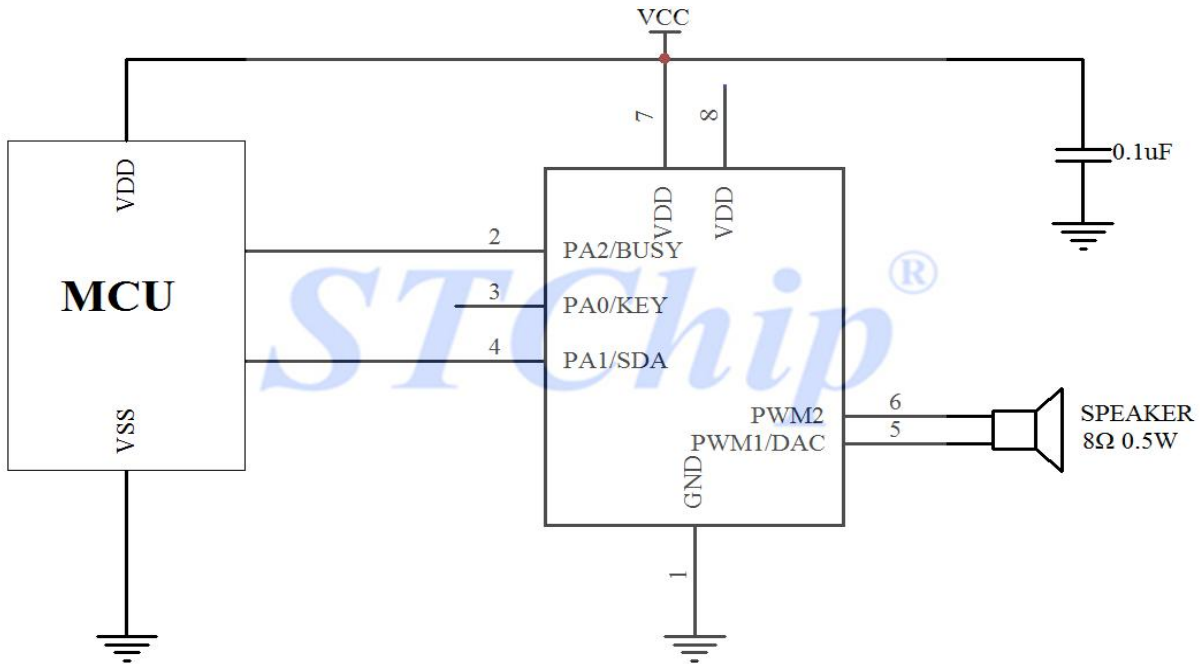 VCC
7
8
VDD
VDD
VDD
0.1uF
2
PA2/BUSY
MCU
STChip®
3
PA0/KEY
4
PA1/SDA
VSS
PWM2
6
SPEAKER
PWM1/DAC
5
8Ω 0.5W
GND
1